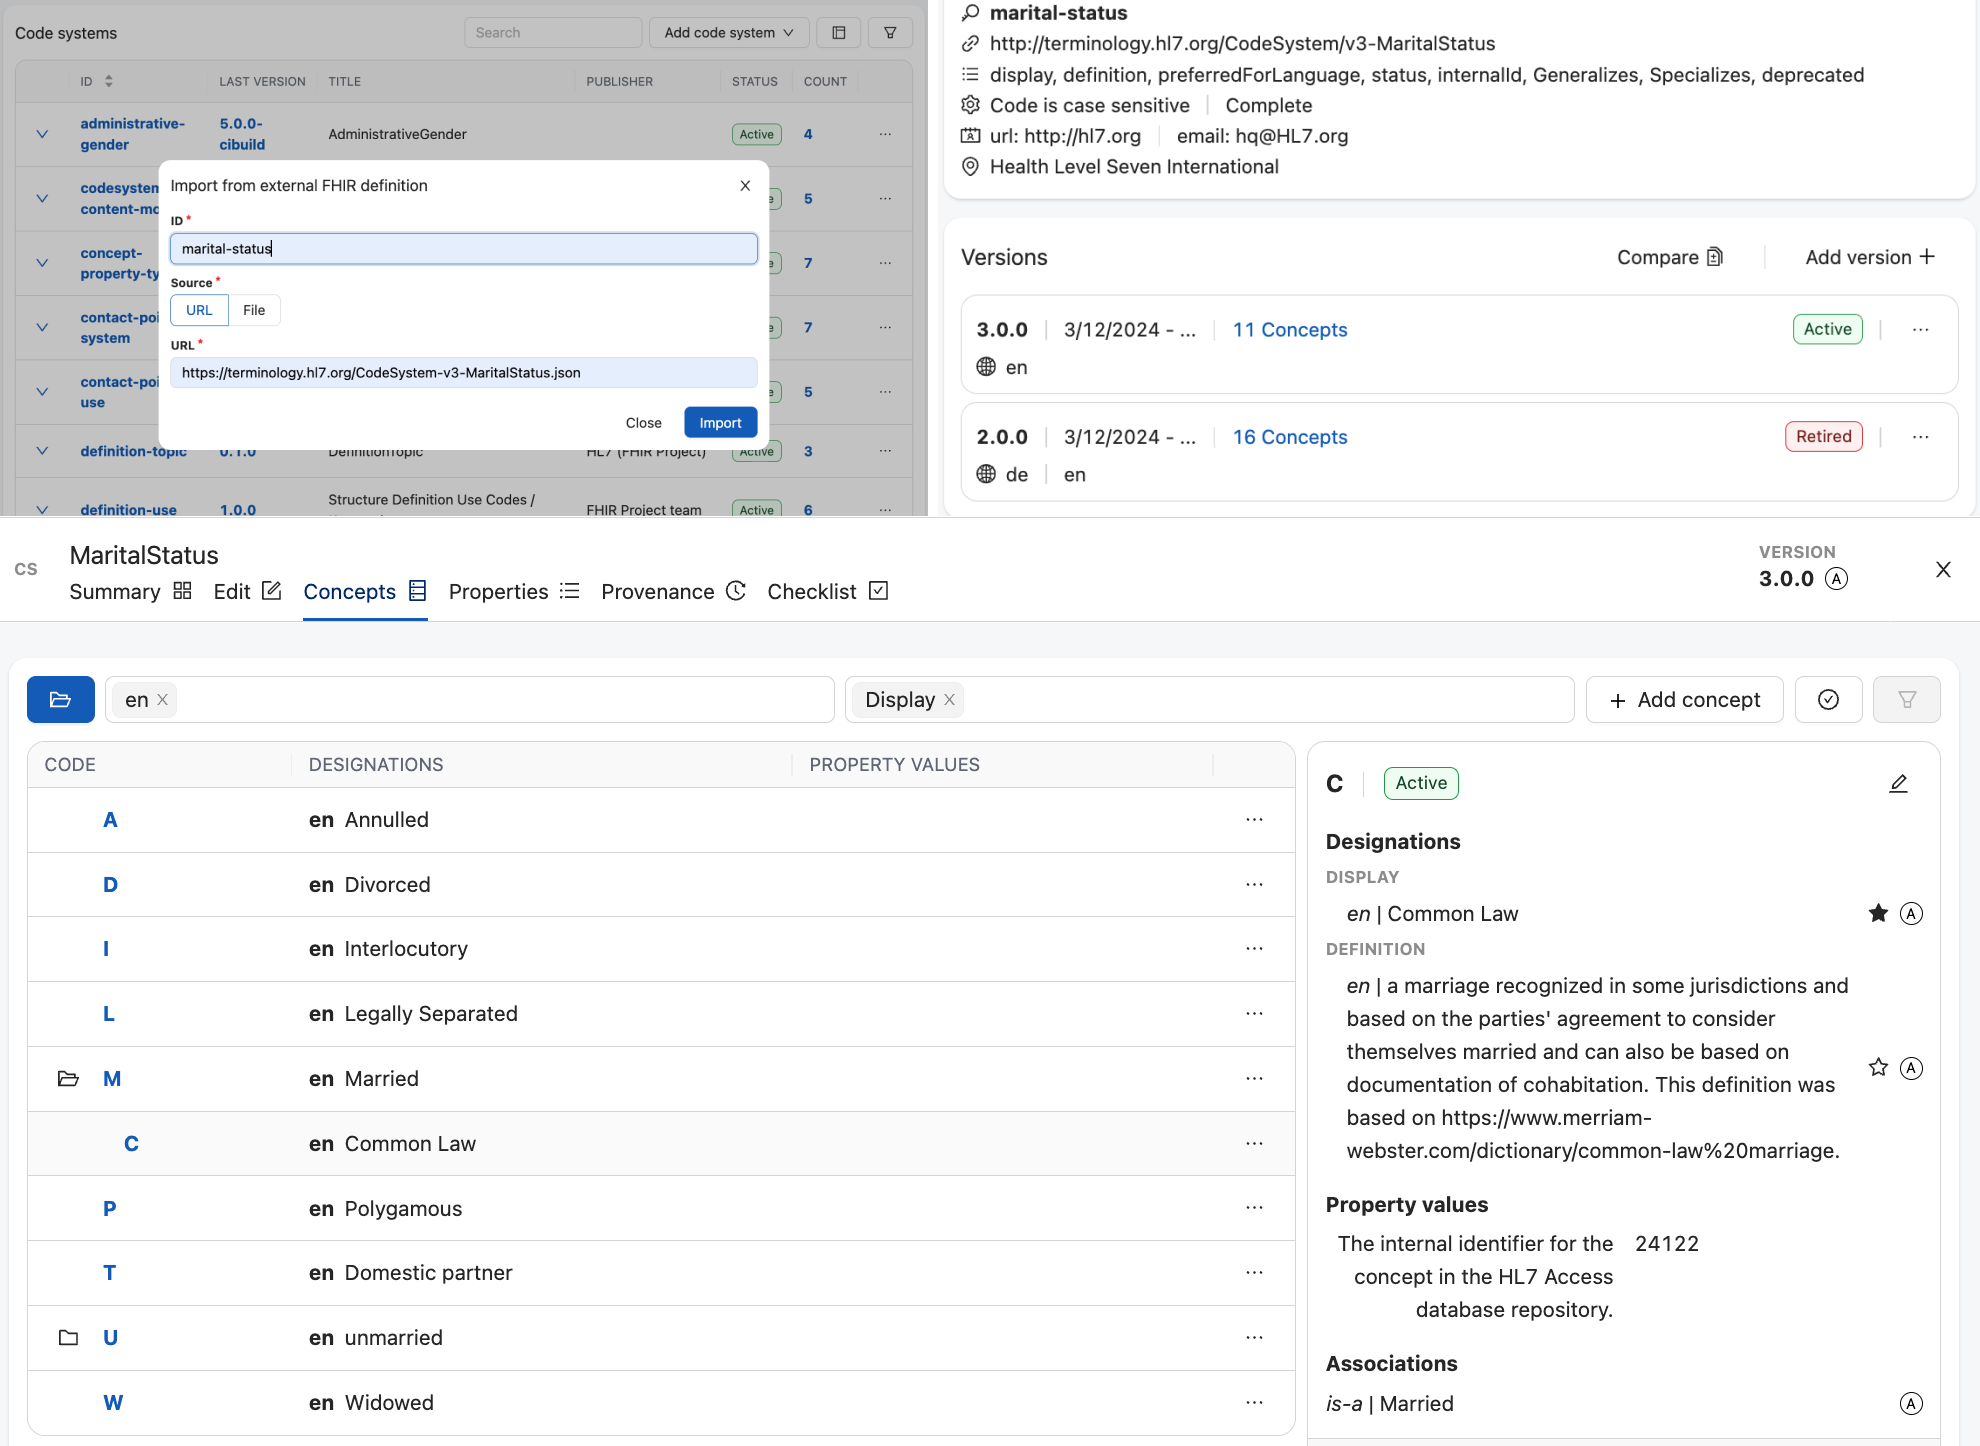 Code systems
Search
Add code system
ID
LAST VERSION
TITLE
PUBLISHER
STATUS
COUNT
administrative-
gender
5.0.0-
cibuild
AdministrativeGender
Active
4
codesystem
content-mo
5
concept-
property-ty
7
contact-poi
system
7
contact-poi
use
5
definition-topic
0.1.0
DefinitionTopic
HL7 (FHIR Project)
Active
3
definition-use
1.0.0
Structure Definition Use Codes /
FHIR Project team
Active
6
Import from external FHIR definition
ID *
marital-status
Source *
URL
File
URL *
https://terminology.hl7.org/CodeSystem-v3-MaritalStatus.json
Close
Import
marital-status
http://terminology.hl7.org/CodeSystem/v3-MaritalStatus
display, definition, preferredForLanguage, status, internalId, Generalizes, Specializes, deprecated
Code is case sensitive | Complete
url: http://hl7.org | email: hq@HL7.org
Health Level Seven International
Versions
Compare
Add version +
3.0.0 | 3/12/2024 - ... | 11 Concepts
Active
en
2.0.0 | 3/12/2024 - ... | 16 Concepts
Retired
de | en
CS
MaritalStatus
Summary
Edit
Concepts
Properties
Provenance
Checklist
VERSION
3.0.0 A
en
Display
+ Add concept
CODE
DESIGNATIONS
PROPERTY VALUES
A
en Annulled
D
en Divorced
I
en Interlocutory
L
en Legally Separated
M
en Married
C
en Common Law
P
en Polygamous
T
en Domestic partner
U
en unmarried
W
en Widowed
C | Active
Designations
DISPLAY
en | Common Law
A
DEFINITION
en | a marriage recognized in some jurisdictions and
based on the parties' agreement to consider
themselves married and can also be based on
documentation of cohabitation. This definition was
based on https://www.merriam-
webster.com/dictionary/common-law%20marriage.
A
Property values
The internal identifier for the
concept in the HL7 Access
database repository.
24122
Associations
is-a | Married
A